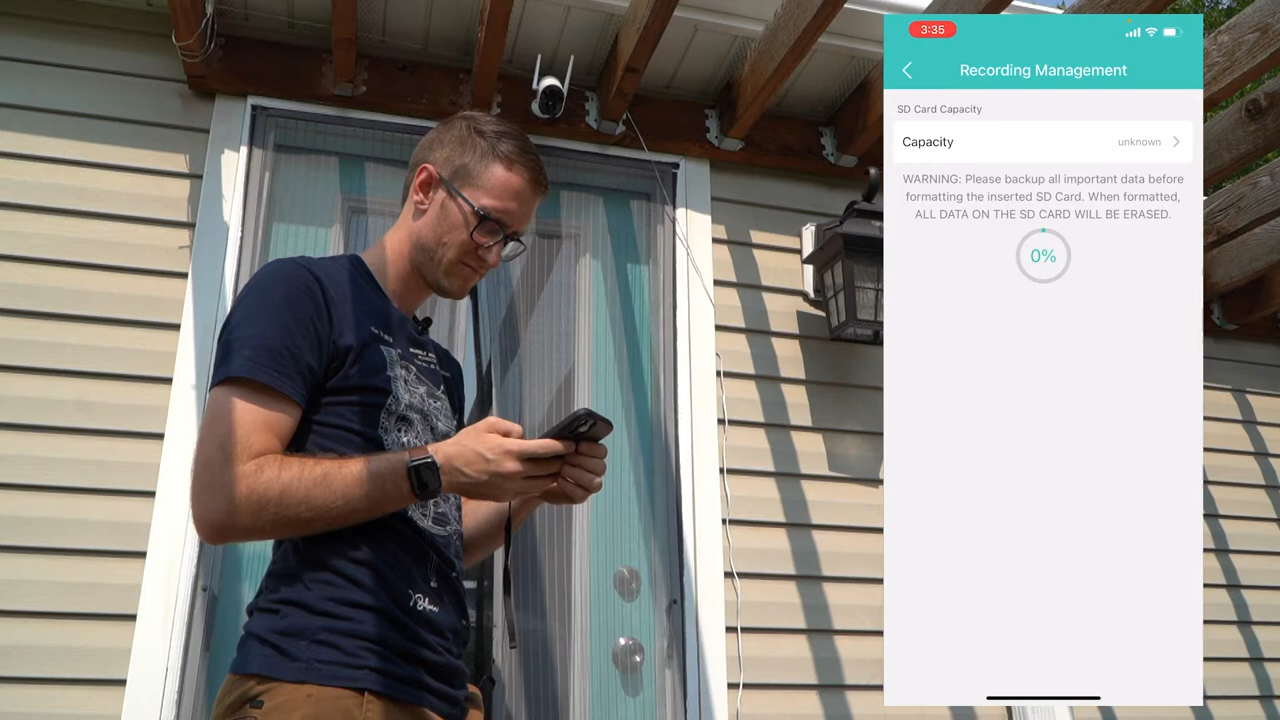 3:35
Recording Management
SD Card Capacity
Capacity
unknown
WARNING: Please backup all important data before
formatting the inserted SD Card. When formatted,
ALL DATA ON THE SD CARD WILL BE ERASED.
0%